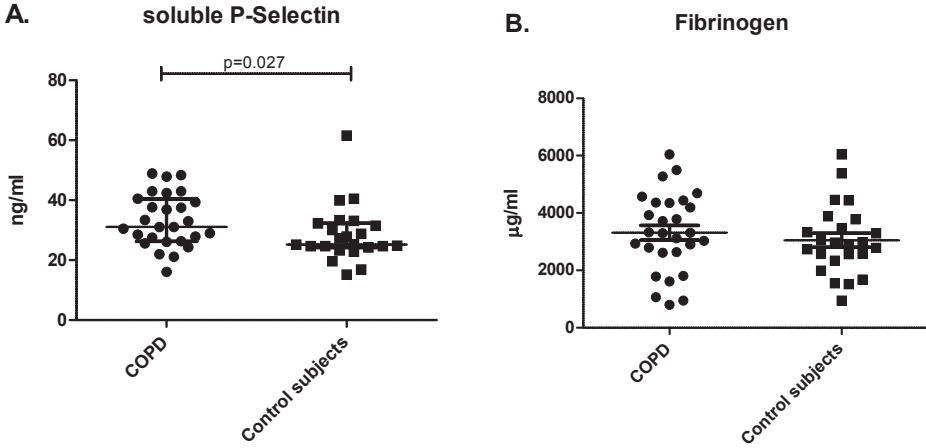 A.
soluble P-Selectin
p=0.027
80
60
40
20
0
ng/ml
COPD
Control subjects
B.
Fibrinogen
8000
6000
4000
2000
0
µg/ml
COPD
Control subjects